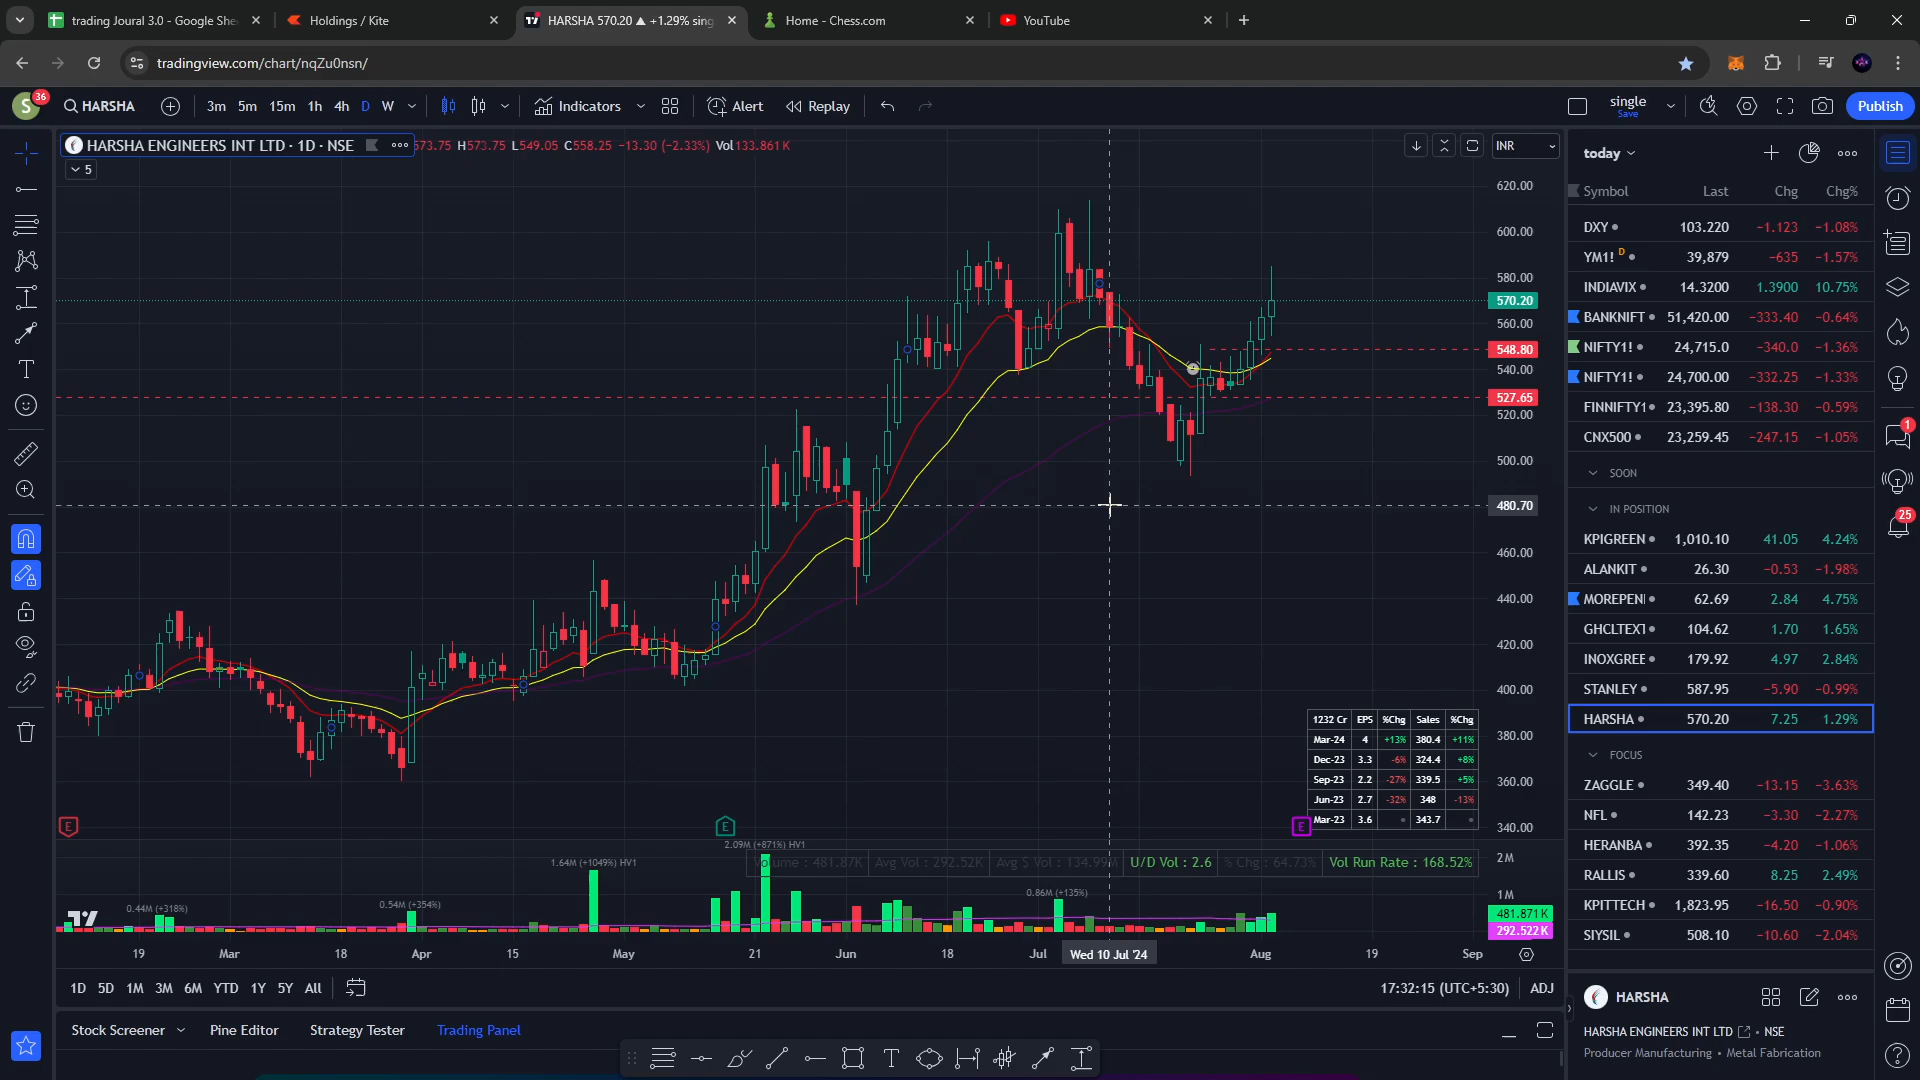 trading Joural 3.0 - Google She
Holdings / Kite
HARSHA 570.20 ▲ +1.29% sing
Home - Chess.com
YouTube
tradingview.com/chart/nqZu0nsn/
S 36
HARSHA
3m 5m 15m 1h 4h D W
Indicators
Alert
Replay
single
Save
Publish
HARSHA ENGINEERS INT LTD · 1D · NSE
573.75 H573.75 L549.05 C558.25 −13.30 (−2.33%) Vol133.861K
INR
5
620.00
600.00
580.00
570.20
560.00
548.80
540.00
527.65
520.00
500.00
480.70
460.00
440.00
420.00
400.00
380.00
360.00
340.00
1232 Cr EPS %Chg Sales %Chg
Mar-24 4 +13% 380.4 +11%
Dec-23 3.3 -6% 324.4 +8%
Sep-23 2.2 -27% 339.5 +5%
Jun-23 2.7 -32% 348 -13%
Mar-23 3.6 343.7
E
E
E
2.09M (+871%) HV1
1.64M (+1049%) HV1
Volume : 481.87K Avg Vol : 292.52K Avg $ Vol : 134.99M U/D Vol : 2.6 % Chg : 64.73% Vol Run Rate : 168.52%
2M
0.86M (+135%)
1M
0.44M (+318%)
0.54M (+354%)
481.871K
292.522K
19 Mar 18 Apr 15 May 21 Jun 18 Jul Wed 10 Jul '24 Aug 19 Sep
1D 5D 1M 3M 6M YTD 1Y 5Y All
17:32:15 (UTC+5:30) ADJ
Stock Screener
Pine Editor
Strategy Tester
Trading Panel
today
Symbol Last Chg Chg%
DXY 103.220 −1.123 −1.08%
YM1! D 39,879 −635 −1.57%
INDIAVIX 14.3200 1.3900 10.75%
BANKNIFT 51,420.00 −333.40 −0.64%
NIFTY1! 24,715.0 −340.0 −1.36%
NIFTY1! 24,700.00 −332.25 −1.33%
FINNIFTY1 23,395.80 −138.30 −0.59%
CNX500 23,259.45 −247.15 −1.05%
SOON
IN POSITION
KPIGREEN 1,010.10 41.05 4.24%
ALANKIT 26.30 −0.53 −1.98%
MOREPENI 62.69 2.84 4.75%
GHCLTEXT 104.62 1.70 1.65%
INOXGREE 179.92 4.97 2.84%
STANLEY 587.95 −5.90 −0.99%
HARSHA 570.20 7.25 1.29%
FOCUS
ZAGGLE 349.40 −13.15 −3.63%
NFL 142.23 −3.30 −2.27%
HERANBA 392.35 −4.20 −1.06%
RALLIS 339.60 8.25 2.49%
KPITTECH 1,823.95 −16.50 −0.90%
SIYSIL 508.10 −10.60 −2.04%
HARSHA
HARSHA ENGINEERS INT LTD • NSE
Producer Manufacturing • Metal Fabrication
1
25